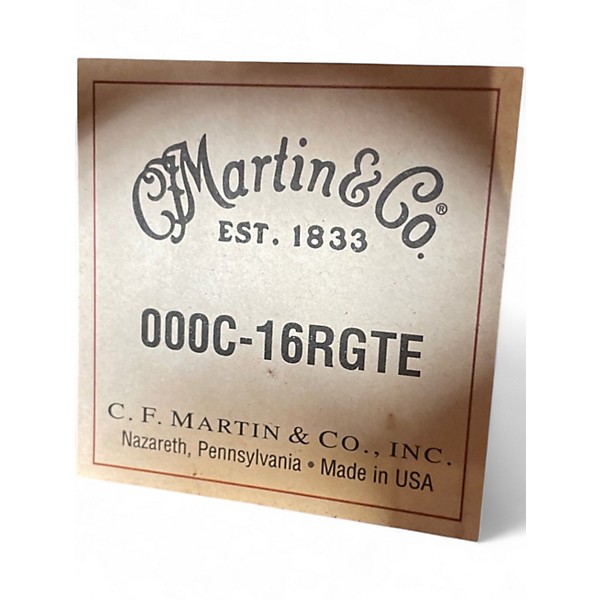 CFMartin & Co.®
EST. 1833
000C-16RGTE
C. F. MARTIN & CO., INC.
Nazareth, Pennsylvania • Made in USA